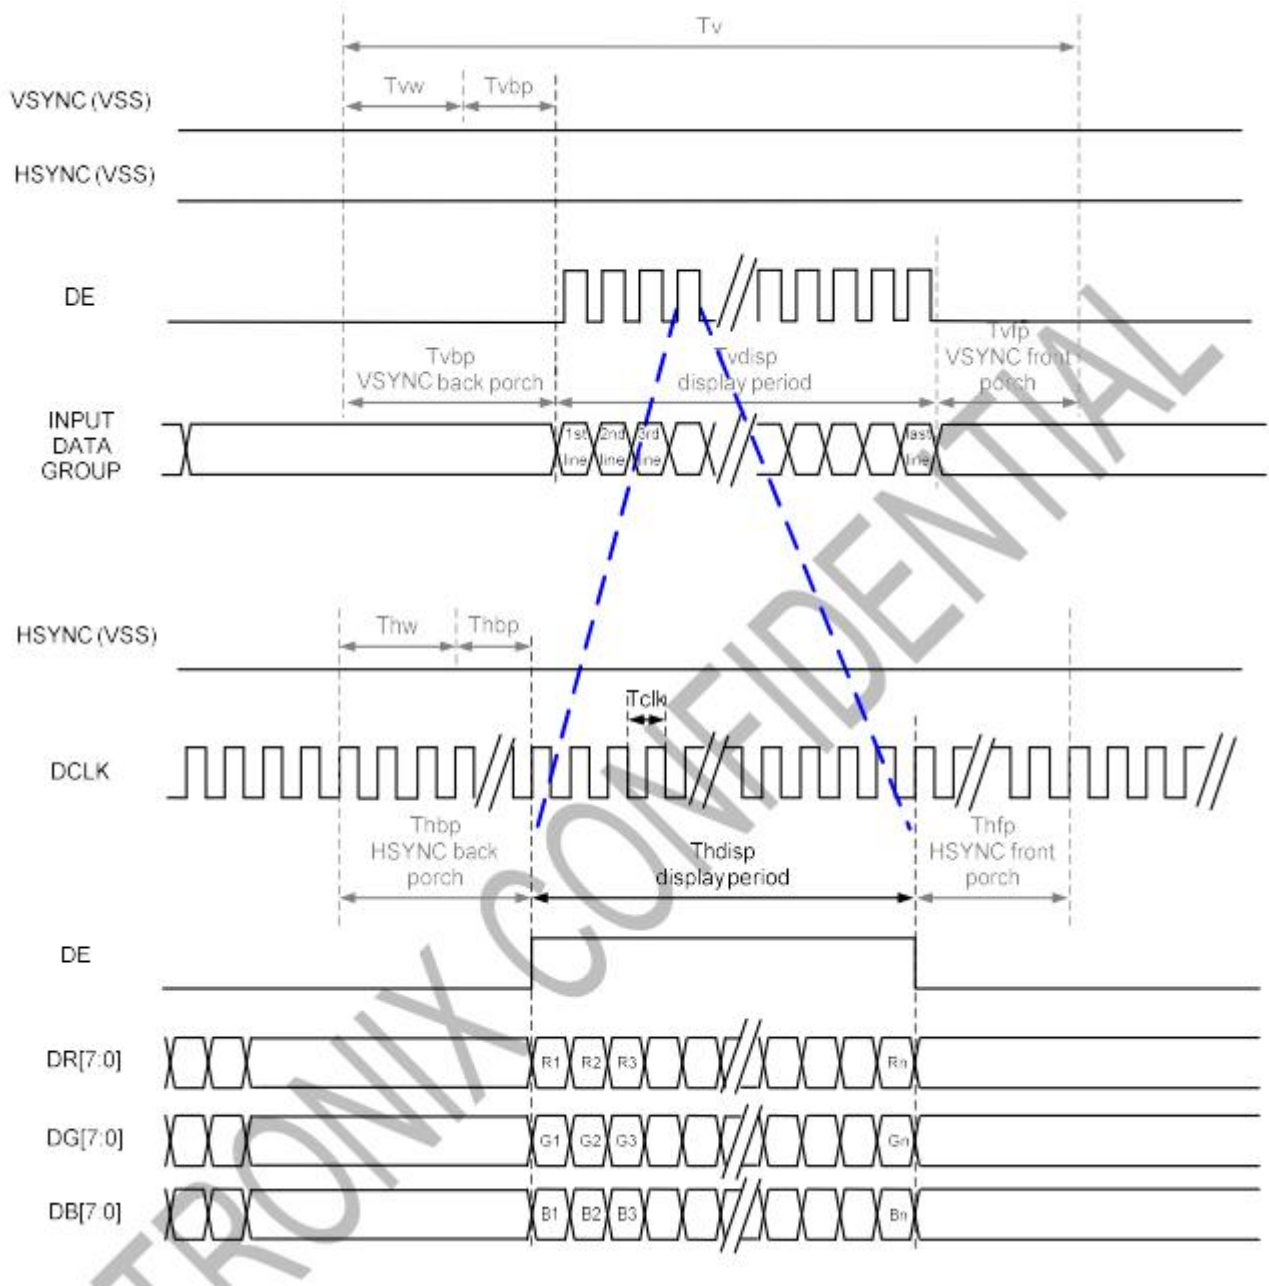 Tv
Tvw
Tvbp
VSYNC (VSS)
HSYNC (VSS)
DE
Tvbp
VSYNC back porch
Tvdisp
display period
Tvfp
VSYNC front
porch
INPUT
DATA
GROUP
1st
line
2nd
line
3rd
line
last
line
HSYNC (VSS)
Thw
Thbp
Tclk
DCLK
Thbp
HSYNC back
porch
Thdisp
display period
Thfp
HSYNC front
porch
DE
DR[7:0]
R1
R2
R3
Rn
DG[7:0]
G1
G2
G3
Gn
DB[7:0]
B1
B2
B3
Bn
TRONIX CONFIDENTIAL